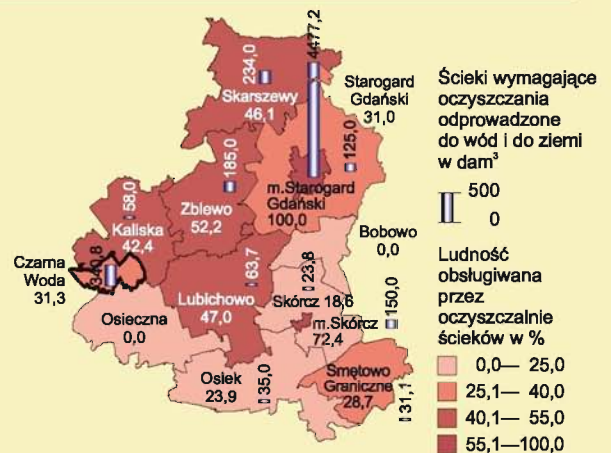 4477,2
234,0
Skarszewy
46,1
Starogard
Gdański
31,0
125,0
185,0
m.Starogard
Gdański
100,0
58,0
Zblewo
52,2
Kaliska
42,4
Bobowo
0,0
Czarna
Woda
31,3
340,8
63,7
Lubichowo
47,0
23,8
Skórcz 18,6
150,0
m.Skórcz
72,4
Osieczna
0,0
Osiek
23,9
35,0
Smętowo
Graniczne
28,7
31,1
Ścieki wymagające
oczyszczania
odprowadzone
do wód i do ziemi
w dam³
500
0
Ludność
obsługiwana
przez
oczyszczalnie
ścieków w %
0,0— 25,0
25,1— 40,0
40,1— 55,0
55,1—100,0